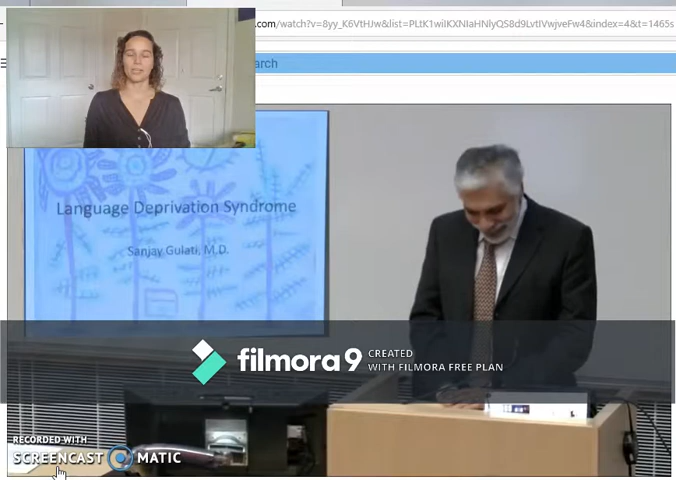 .com/watch?v=8yy_K6VtHJw&list=PLtK1wilKXNIaHNlyQS8d9LvtIVwjveFw4&index=4&t=1465s
arch
Language Deprivation Syndrome
Sanjay Gulati, M.D.
filmora9
CREATED
WITH FILMORA FREE PLAN
RECORDED WITH
SCREENCAST MATIC